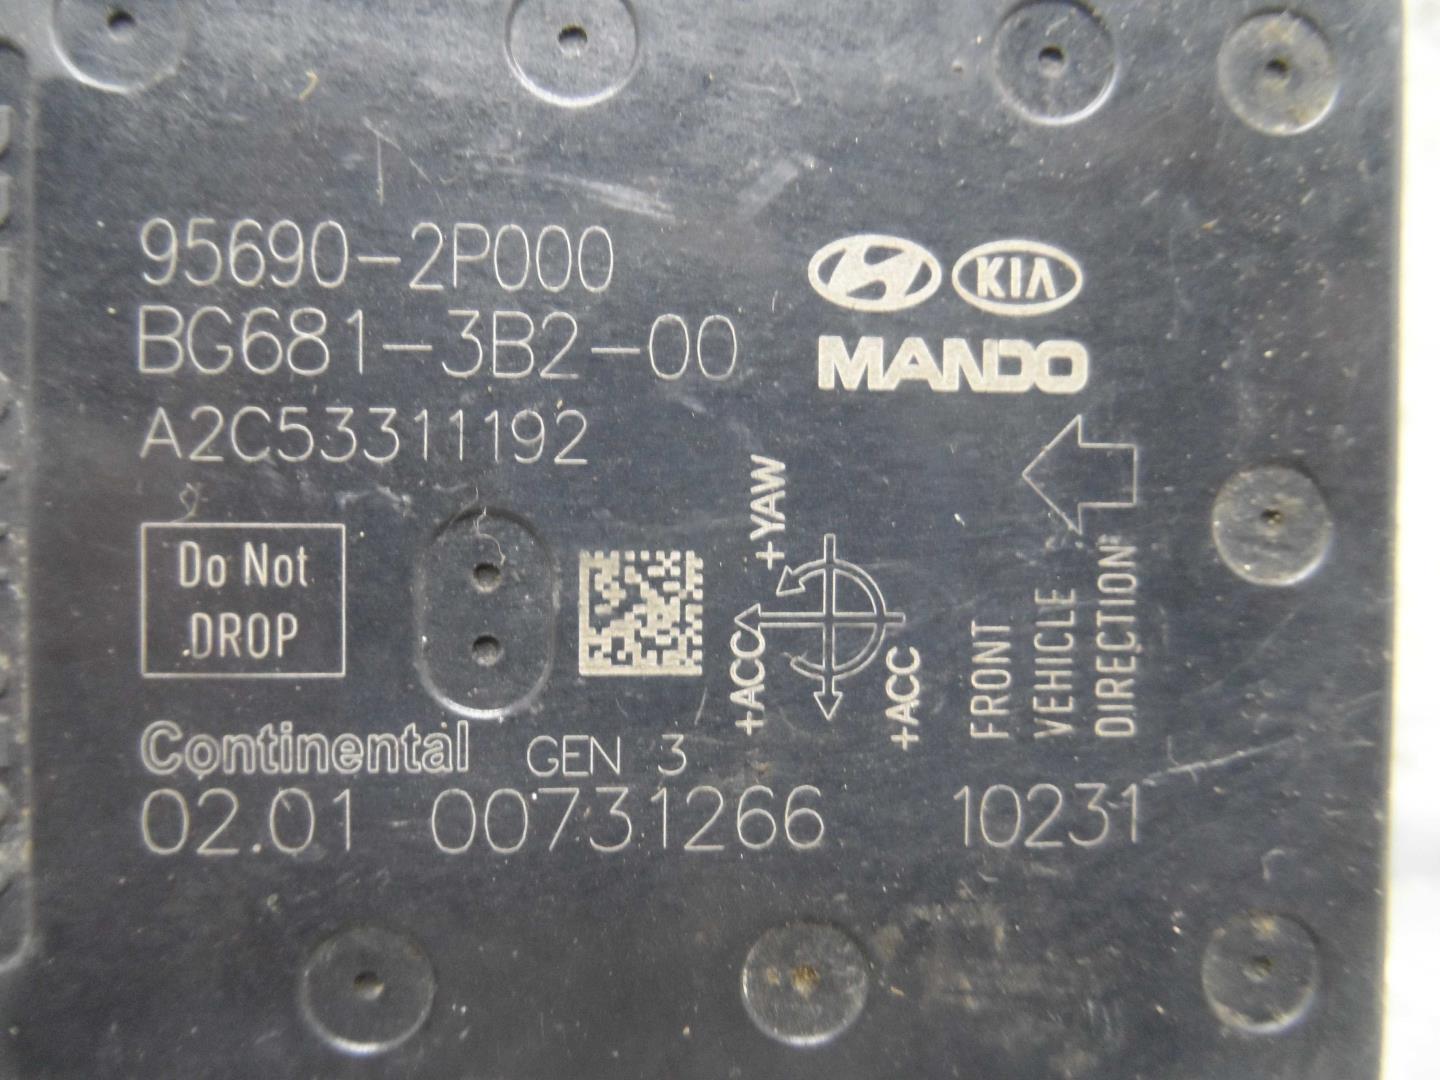 95690-2P000
BG681-3B2-00
A2C53311192
KIA
MANDO
Do Not
DROP
+YAW
+ACC
+ACC
FRONT
VEHICLE
DIRECTION
Continental GEN 3
02.01 00731266 10231